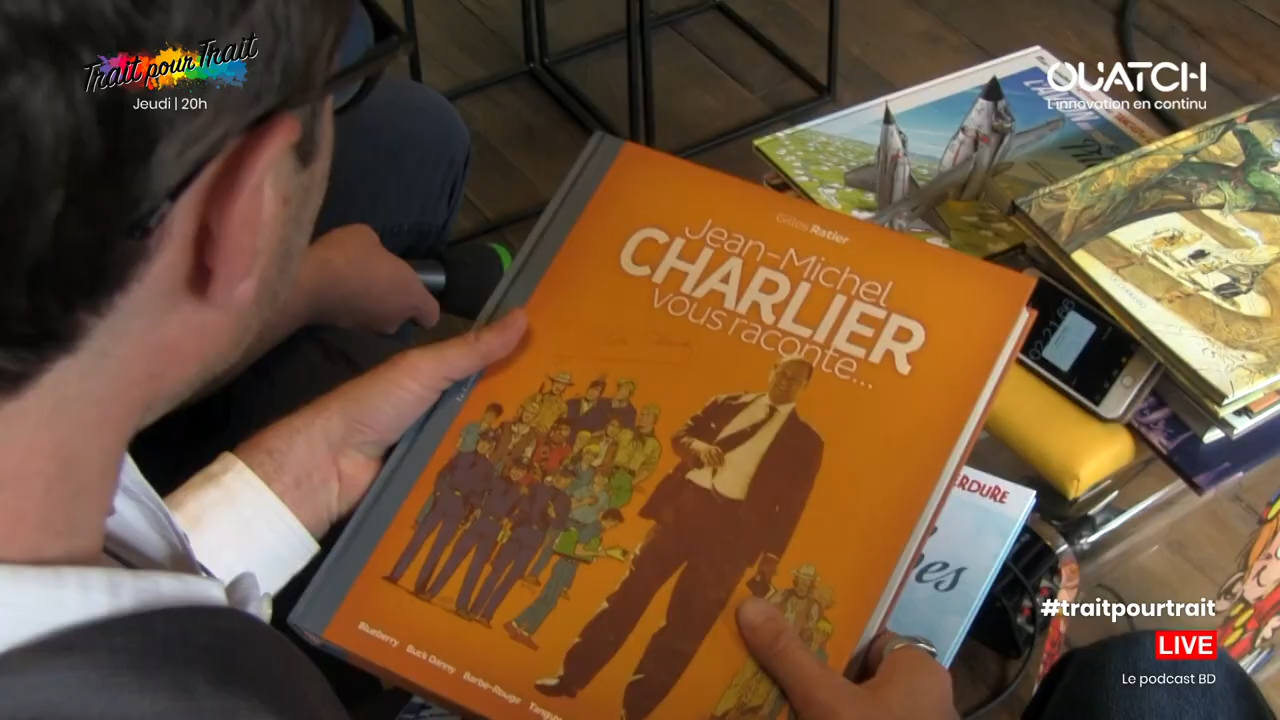 Trait pour Trait
Jeudi | 20h
OUATCH
L'innovation en continu
Gilles Ratier
Jean-Michel
CHARLIER
vous raconte...
Blueberry Buck Danny Barbe-Rouge
#traitpourtrait
LIVE
Le podcast BD